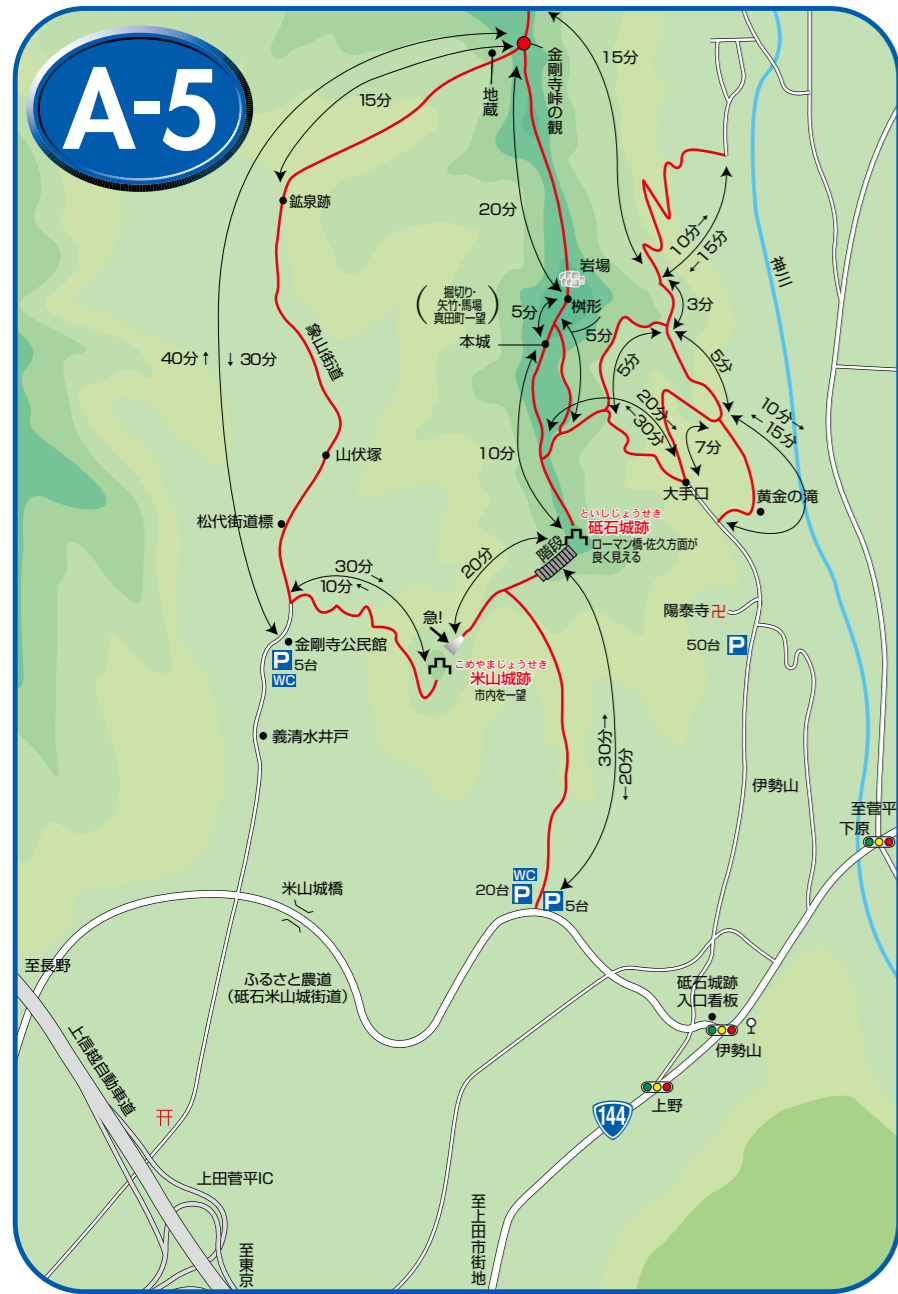 A-5
15分
金剛寺峠の観
地蔵
15分
鉱泉跡
20分
10分→
←15分
神川
岩場
掘切り・
矢竹・馬場
真田町一望
5分
桝形
3分
本城
5分
象山街道
40分↑
↓30分
5分
5分
20分→
←30分
10分→
←15分
7分
山伏塚
10分
大手口
黄金の滝
松代街道標
といしじょうせき
砥石城跡
ローマン橋・佐久方面が
良く見える
階段
20分
30分→
10分←
急!
陽泰寺卍
金剛寺公民館
P 5台
WC
50台 P
こめやまじょうせき
米山城跡
市内を一望
義清水井戸
30分→
←20分
伊勢山
至菅平
下原
WC
20台 P
P 5台
米山城橋
至長野
ふるさと農道
（砥石米山城街道）
砥石城跡
入口看板
伊勢山
上信越自動車道
上野
144
上田菅平IC
至上田市街地
至東京